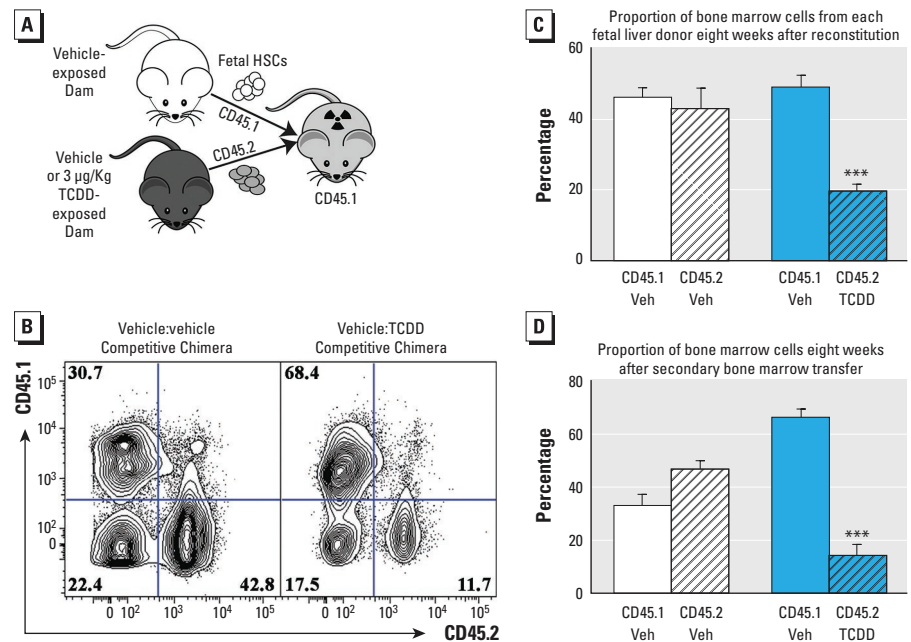 A
Vehicle-
exposed
Dam
Fetal HSCs
CD45.1
CD45.2
Vehicle
or 3 µg/Kg
TCDD-
exposed
Dam
CD45.1
B
Vehicle:vehicle
Competitive Chimera
Vehicle:TCDD
Competitive Chimera
CD45.1
30.7
68.4
10⁵
10⁴
10³
10²
0
22.4
42.8
17.5
11.7
0 10² 10³ 10⁴ 10⁵
0 10² 10³ 10⁴ 10⁵
CD45.2
C
Proportion of bone marrow cells from each
fetal liver donor eight weeks after reconstitution
Percentage
60
40
20
0
***
CD45.1 CD45.2 CD45.1 CD45.2
Veh Veh Veh TCDD
D
Proportion of bone marrow cells eight weeks
after secondary bone marrow transfer
Percentage
80
60
40
20
0
***
CD45.1 CD45.2 CD45.1 CD45.2
Veh Veh Veh TCDD